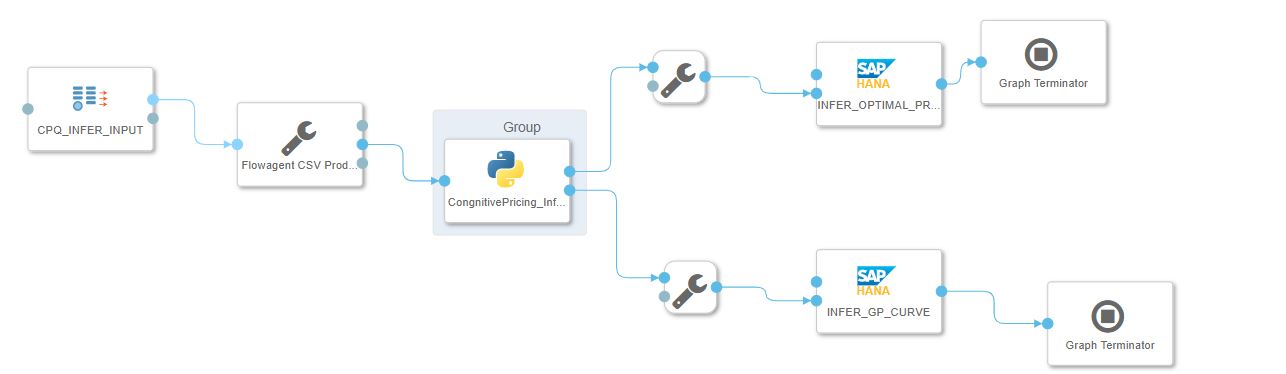 CPQ_INFER_INPUT
Flowagent CSV Prod...
Group
CongnitivePricing_Inf...
SAP
HANA
INFER_OPTIMAL_PR...
Graph Terminator
SAP
HANA
INFER_GP_CURVE
Graph Terminator